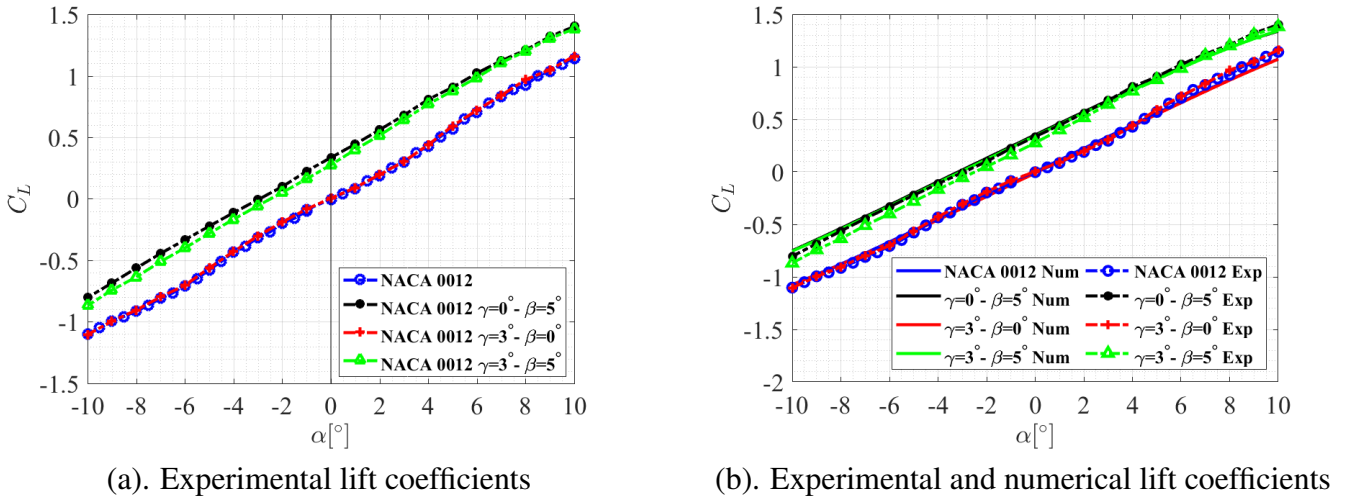 1.5
1
0.5
0
-0.5
-1
-1.5
C_L
-10 -8 -6 -4 -2 0 2 4 6 8 10
α[°]
NACA 0012
NACA 0012 γ=0°- β=5°
NACA 0012 γ=3°- β=0°
NACA 0012 γ=3°- β=5°
(a). Experimental lift coefficients
1.5
1
0.5
0
-0.5
-1
-1.5
-2
C_L
-10 -8 -6 -4 -2 0 2 4 6 8 10
α[°]
NACA 0012 Num NACA 0012 Exp
γ=0°- β=5° Num γ=0°- β=5° Exp
γ=3°- β=0° Num γ=3°- β=0° Exp
γ=3°- β=5° Num γ=3°- β=5° Exp
(b). Experimental and numerical lift coefficients